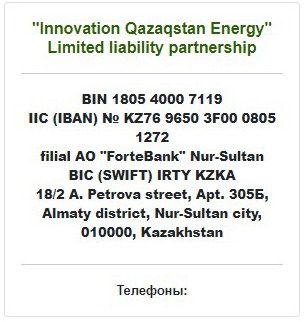 "Innovation Qazaqstan Energy"
Limited liability partnership
BIN 1805 4000 7119
IIC (IBAN) № KZ76 9650 3F00 0805
1272
filial AO "ForteBank" Nur-Sultan
BIC (SWIFT) IRTY KZKA
18/2 A. Petrova street, Apt. 305Б,
Almaty district, Nur-Sultan city,
010000, Kazakhstan
Телефоны: